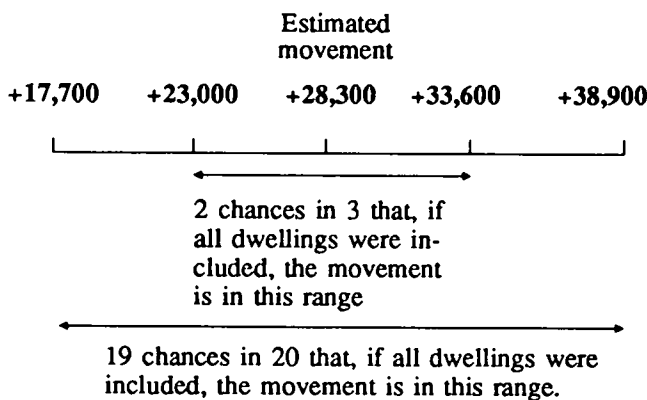 Estimated
movement
+17,700 +23,000 +28,300 +33,600 +38,900
2 chances in 3 that, if
all dwellings were in-
cluded, the movement
is in this range
19 chances in 20 that, if all dwellings were
included, the movement is in this range.